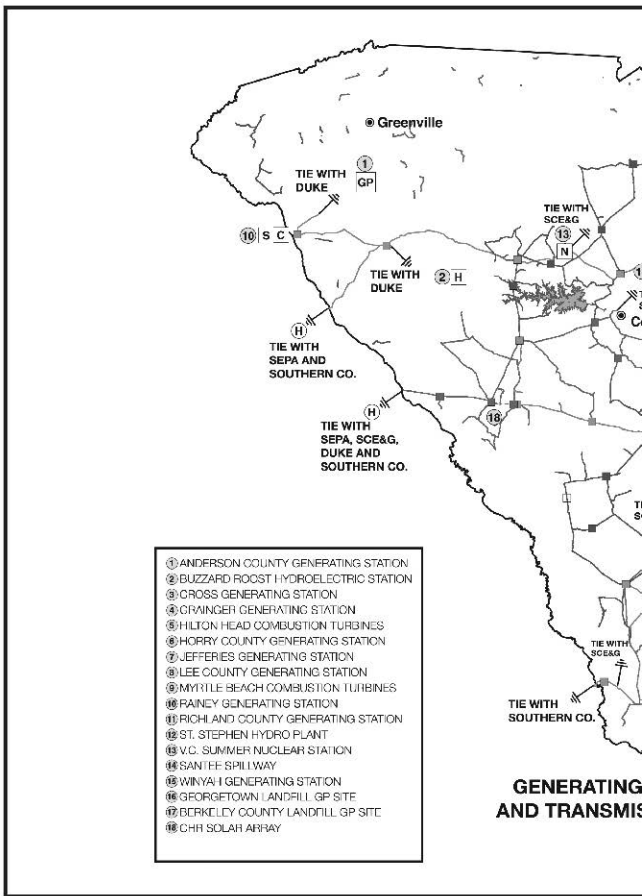 Greenville
1
GP
TIE WITH
DUKE
TIE WITH
SCE&G
13
N
10 S C
TIE WITH
DUKE
2 H
H
TIE WITH
SEPA AND
SOUTHERN CO.
H
TIE WITH
SEPA, SCE&G,
DUKE AND
SOUTHERN CO.
18
1 ANDERSON COUNTY GENERATING STATION
2 BUZZARD ROOST HYDROELECTRIC STATION
3 CROSS GENERATING STATION
4 GRAINGER GENERATING STATION
5 HILTON HEAD COMBUSTION TURBINES
6 HORRY COUNTY GENERATING STATION
7 JEFFERIES GENERATING STATION
8 LEE COUNTY GENERATING STATION
9 MYRTLE BEACH COMBUSTION TURBINES
10 RAINEY GENERATING STATION
11 RICHLAND COUNTY GENERATING STATION
12 ST. STEPHEN HYDRO PLANT
13 V.C. SUMMER NUCLEAR STATION
14 SANTEE SPILLWAY
15 WINYAH GENERATING STATION
16 GEORGETOWN LANDFILL GP SITE
17 BERKELEY COUNTY LANDFILL GP SITE
18 CHR SOLAR ARRAY
TIE WITH
SCE&G
TIE WITH
SOUTHERN CO.
GENERATING
AND TRANSMIS